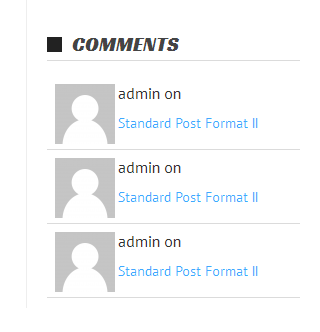 COMMENTS
admin on
Standard Post Format II
admin on
Standard Post Format II
admin on
Standard Post Format II